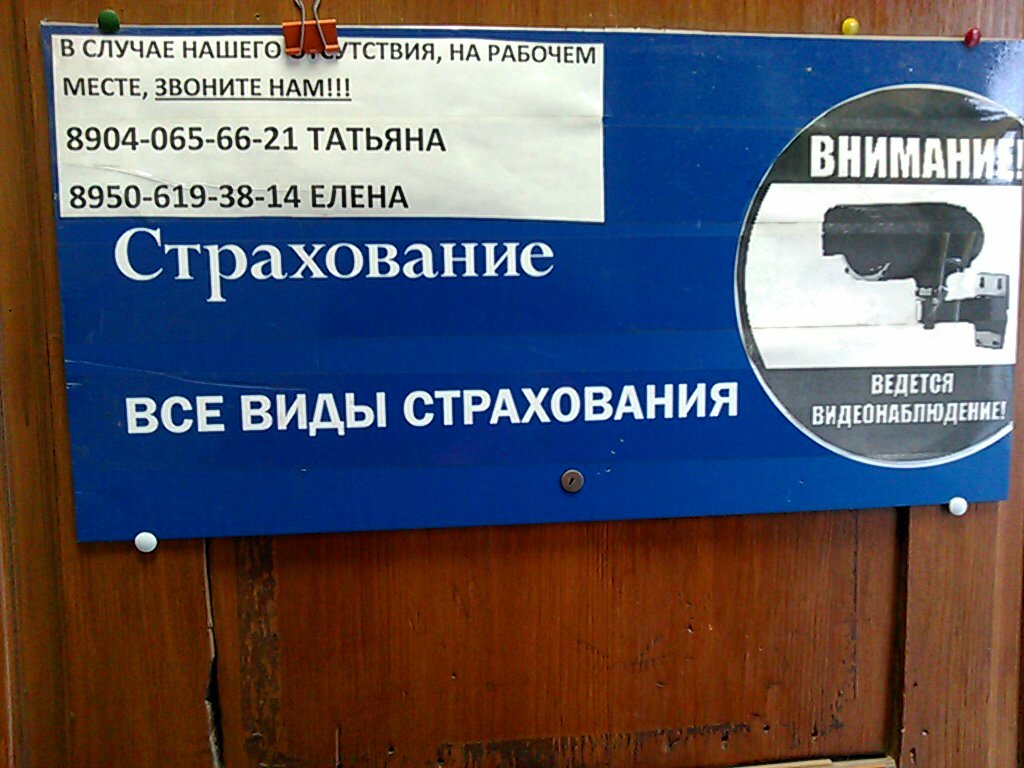 В СЛУЧАЕ НАШЕГО ОТСУТСТВИЯ, НА РАБОЧЕМ
МЕСТЕ, ЗВОНИТЕ НАМ!!!
8904-065-66-21 ТАТЬЯНА
8950-619-38-14 ЕЛЕНА
Страхование
ВСЕ ВИДЫ СТРАХОВАНИЯ
ВНИМАНИЕ!
ВЕДЕТСЯ
ВИДЕОНАБЛЮДЕНИЕ!